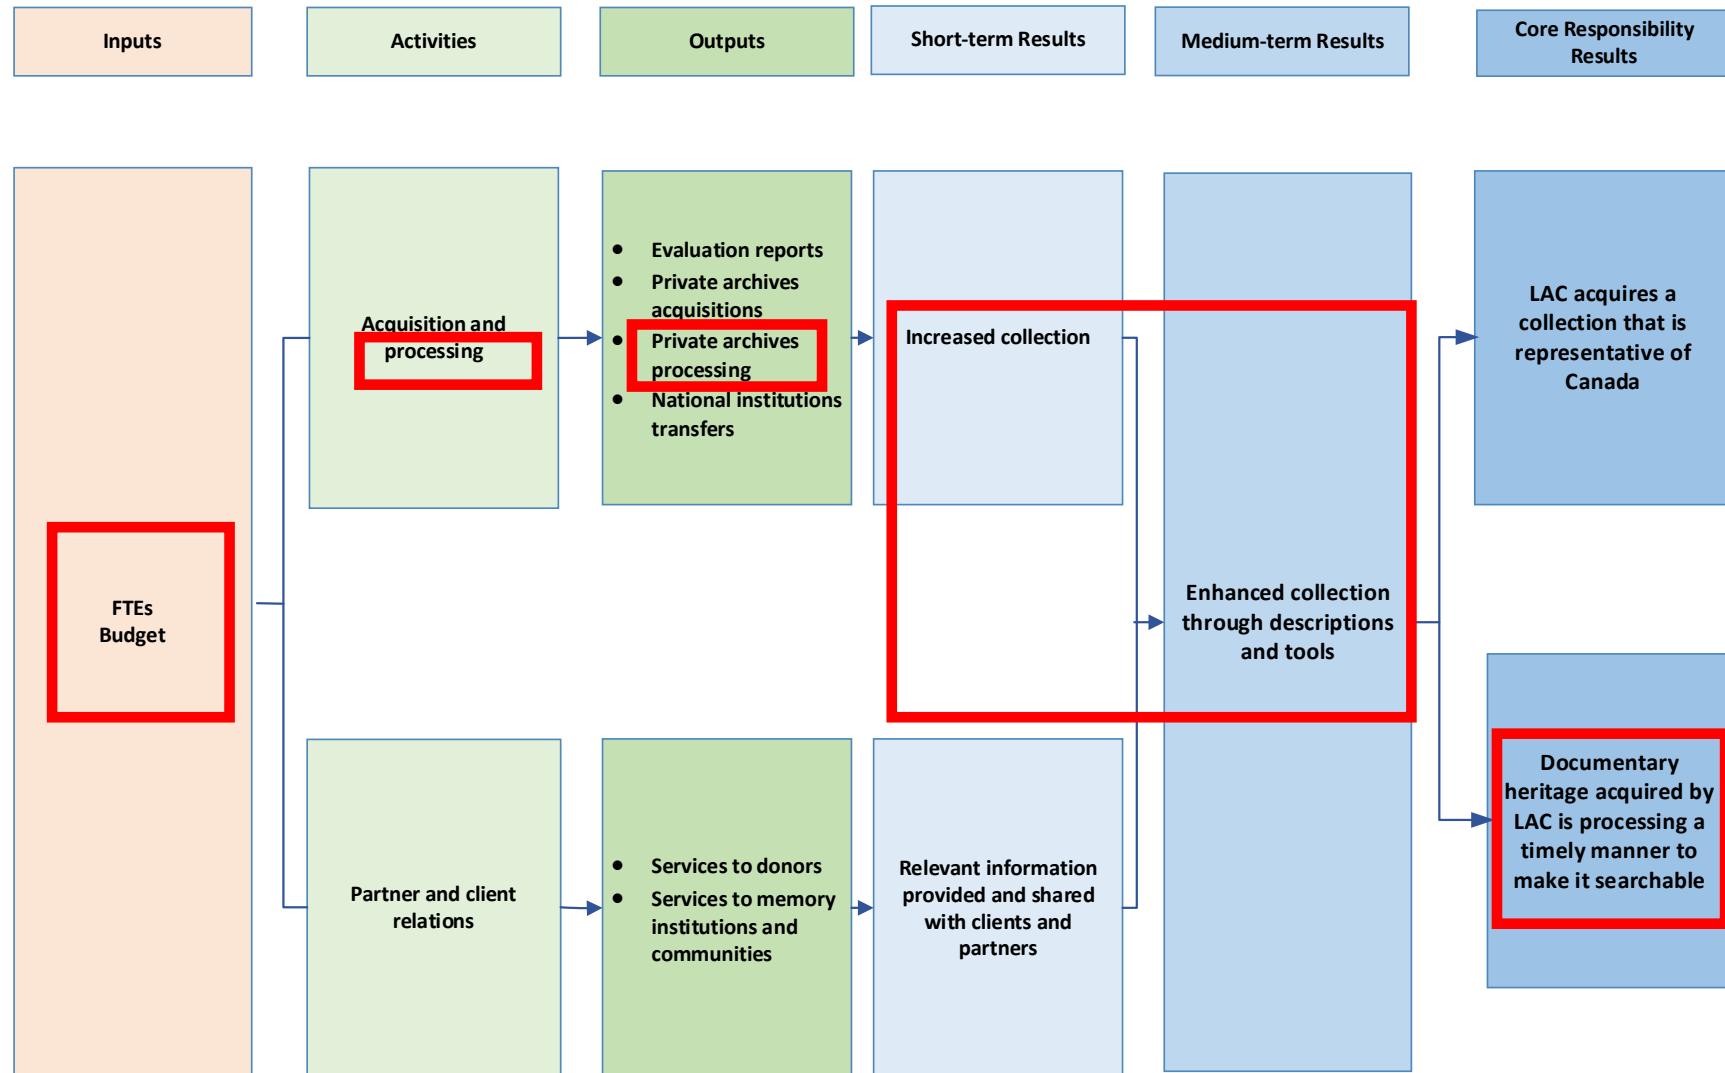 Inputs
Activities
Outputs
Short-term Results
Medium-term Results
Core Responsibility
Results
FTEs
Budget
Acquisition and
processing
• Evaluation reports
• Private archives
acquisitions
• Private archives
processing
• National institutions
transfers
Increased collection
Enhanced collection
through descriptions
and tools
LAC acquires a
collection that is
representative of
Canada
Partner and client
relations
• Services to donors
• Services to memory
institutions and
communities
Relevant information
provided and shared
with clients and
partners
Documentary
heritage acquired by
LAC is processing a
timely manner to
make it searchable